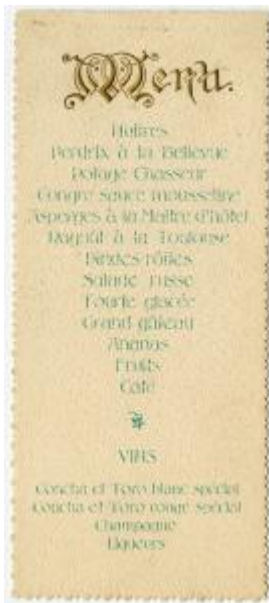 Menu.
Huîtres
Perdrix à la Bellevue
Potage Chasseur
Congre sauce mousseline
Asperges à la Maître d'hôtel
Ragoût à la Toulouse
Dindes rôties
Salade russe
Tourte glacée
Grand gâteau
Ananas
Fruits
Café
VINS
Concha et Toro blanc spécial
Concha et Toro rouge spécial
Champagne
Liqueurs